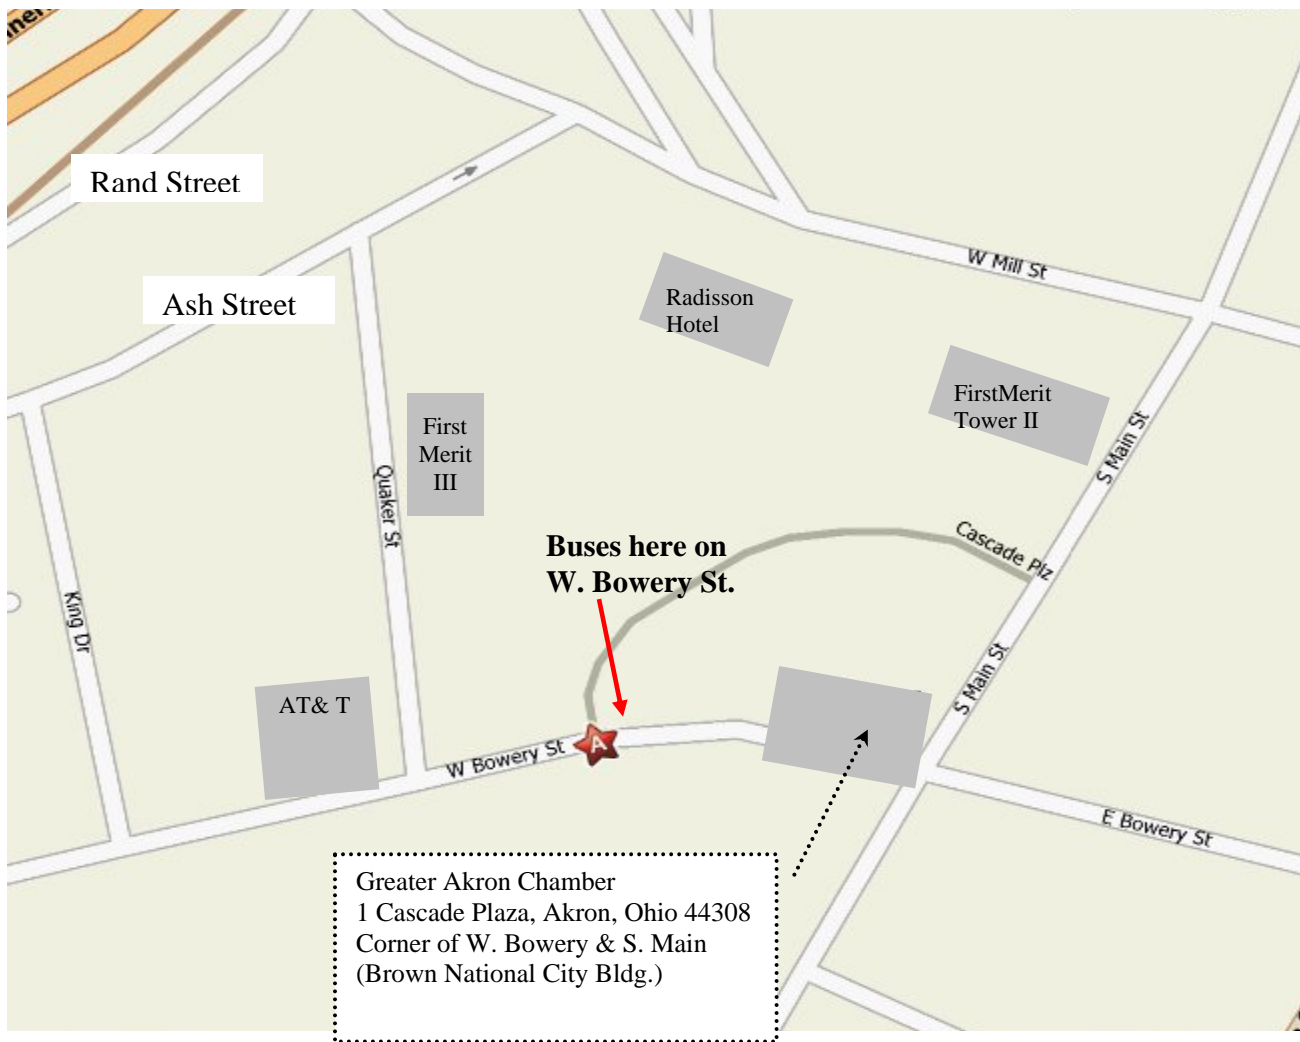 Rand Street
Ash Street
W Mill St
Radisson
Hotel
FirstMerit
Tower II
First
Merit
III
S Main St
Quaker St
Cascade Plz
Buses here on
W. Bowery St.
King Dr
S Main St
AT& T
A
W Bowery St
E Bowery St
Greater Akron Chamber
1 Cascade Plaza, Akron, Ohio 44308
Corner of W. Bowery & S. Main
(Brown National City Bldg.)